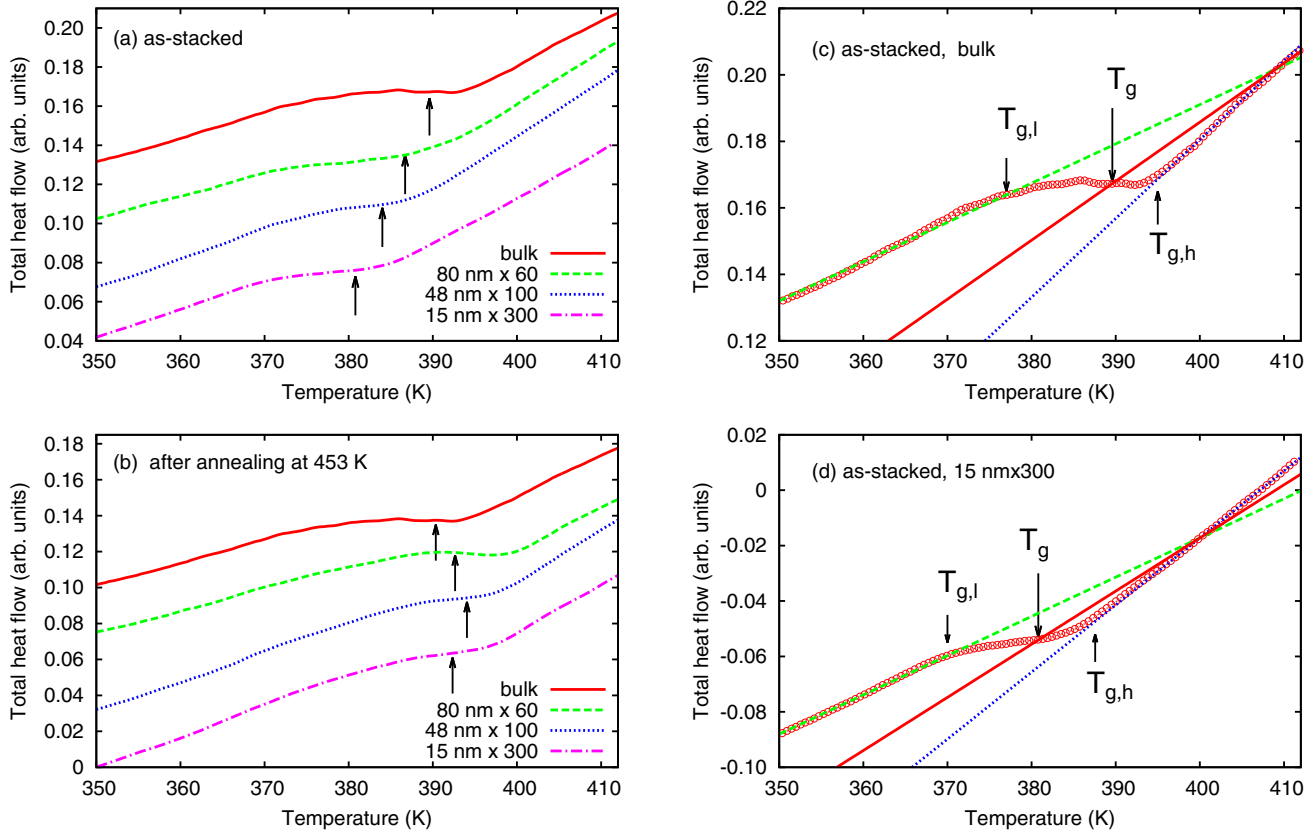 Total heat flow (arb. units)
0.20
0.18
0.16
0.14
0.12
0.10
0.08
0.06
0.04
(a) as-stacked
bulk
80 nm x 60
48 nm x 100
15 nm x 300
350 360 370 380 390 400 410
Temperature (K)
Total heat flow (arb. units)
0.22
0.20
0.18
0.16
0.14
0.12
(c) as-stacked, bulk
Tg
Tg,l
Tg,h
350 360 370 380 390 400 410
Temperature (K)
Total heat flow (arb. units)
0.18
0.16
0.14
0.12
0.10
0.08
0.06
0.04
0.02
0
(b) after annealing at 453 K
bulk
80 nm x 60
48 nm x 100
15 nm x 300
350 360 370 380 390 400 410
Temperature (K)
Total heat flow (arb. units)
0.02
0
-0.02
-0.04
-0.06
-0.08
-0.10
(d) as-stacked, 15 nmx300
Tg
Tg,l
Tg,h
350 360 370 380 390 400 410
Temperature (K)